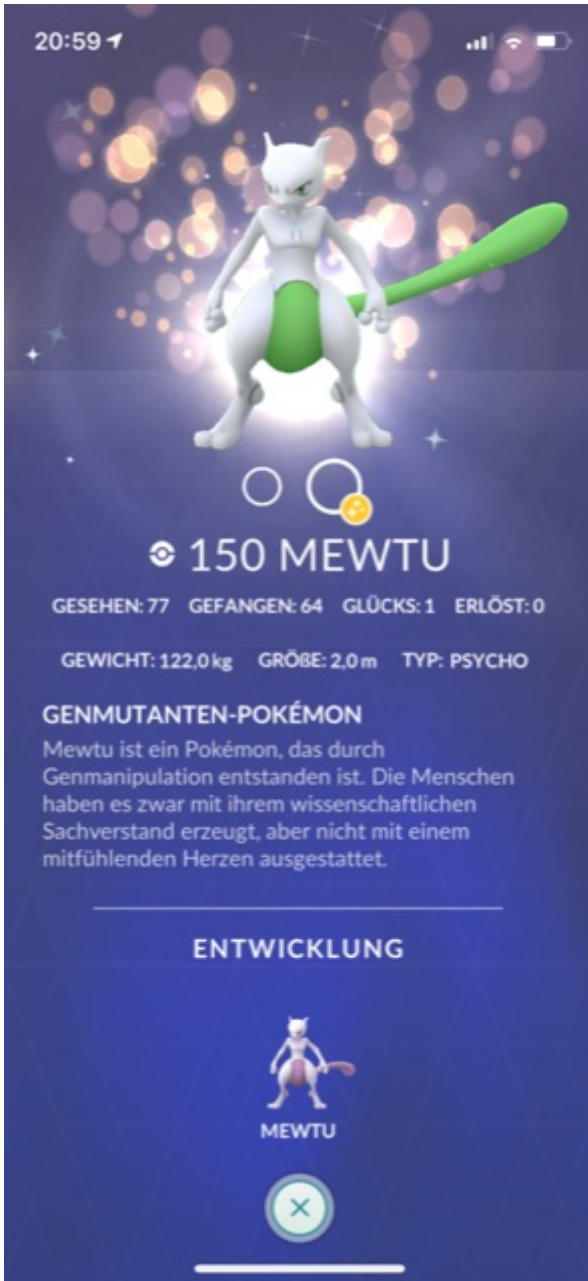 20:59
150 MEWTU
GESEHEN: 77 GEFANGEN: 64 GLÜCKS: 1 ERLÖST: 0
GEWICHT: 122,0 kg GRÖßE: 2,0 m TYP: PSYCHO
GENMUTANTEN-POKÉMON
Mewtu ist ein Pokémon, das durch
Genmanipulation entstanden ist. Die Menschen
haben es zwar mit ihrem wissenschaftlichen
Sachverstand erzeugt, aber nicht mit einem
mitfühlenden Herzen ausgestattet.
ENTWICKLUNG
MEWTU